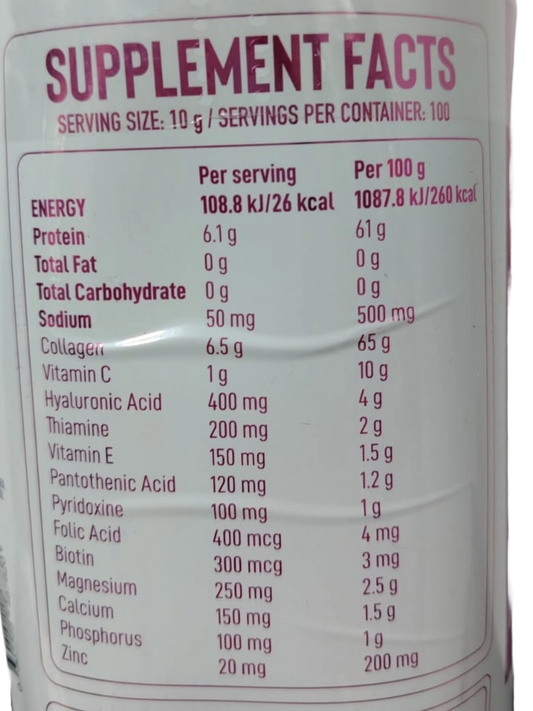 SUPPLEMENT FACTS
SERVING SIZE: 10 g / SERVINGS PER CONTAINER: 100
Per serving Per 100 g
ENERGY 108.8 kJ/26 kcal 1087.8 kJ/260 kcal
Protein 6.1 g 61 g
Total Fat 0 g 0 g
Total Carbohydrate 0 g 0 g
Sodium 50 mg 500 mg
Collagen 6.5 g 65 g
Vitamin C 1 g 10 g
Hyaluronic Acid 400 mg 4 g
Thiamine 200 mg 2 g
Vitamin E 150 mg 1.5 g
Pantothenic Acid 120 mg 1.2 g
Pyridoxine 100 mg 1 g
Folic Acid 400 mcg 4 mg
Biotin 300 mcg 3 mg
Magnesium 250 mg 2.5 g
Calcium 150 mg 1.5 g
Phosphorus 100 mg 1 g
Zinc 20 mg 200 mg